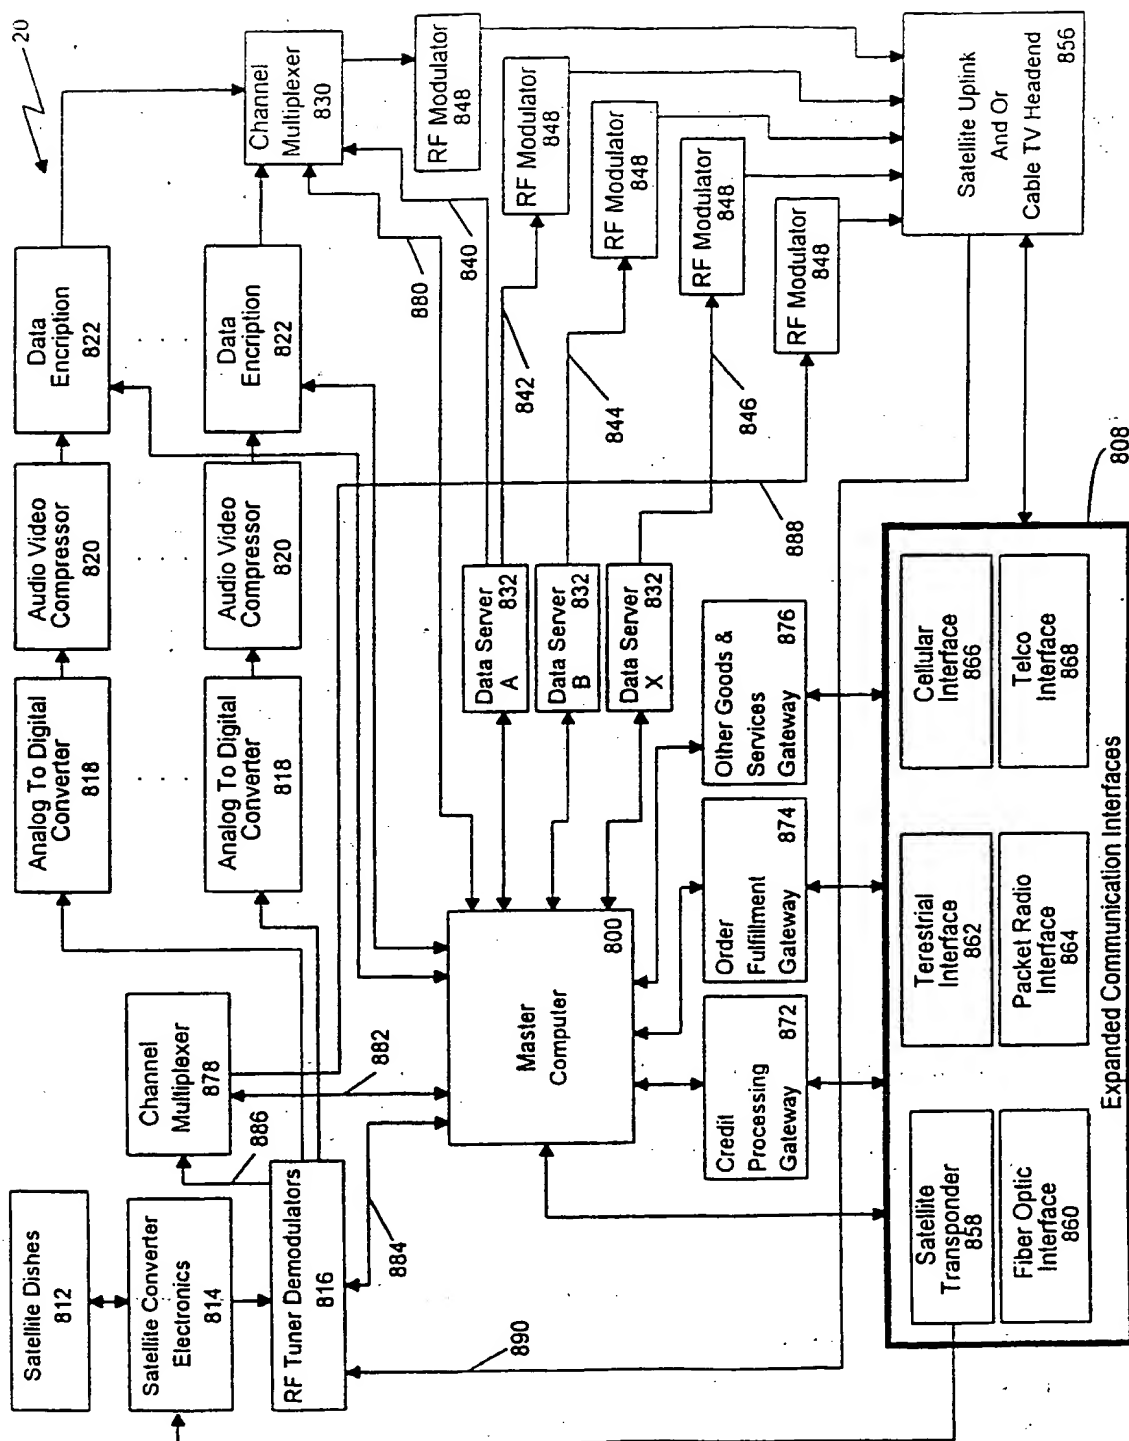 20
Satellite Dishes
812
Satellite Converter
Electronics
814
RF Tuner Demodulators
816
886
Channel
Multiplexer
878
884
882
890
Analog To Digital
Converter
818
Audio Video
Compressor
820
Data
Encription
822
Analog To Digital
Converter
818
Audio Video
Compressor
820
Data
Encription
822
Channel
Multiplexer
830
880
840
RF Modulator
848
842
RF Modulator
848
844
RF Modulator
848
846
RF Modulator
848
888
RF Modulator
848
Data Server
A 832
Data Server
B 832
Data Server
X 832
Master
Computer
800
Credit
Processing
Gateway
872
Order
Fulfillment
Gateway
874
Other Goods &
Services
Gateway
876
Satellite Uplink
And Or
Cable TV Headend
856
808
Satellite
Transponder
858
Terestrial
Interface
862
Cellular
Interface
866
Fiber Optic
Interface
860
Packet Radio
Interface
864
Telco
Interface
868
Expanded Communication Interfaces